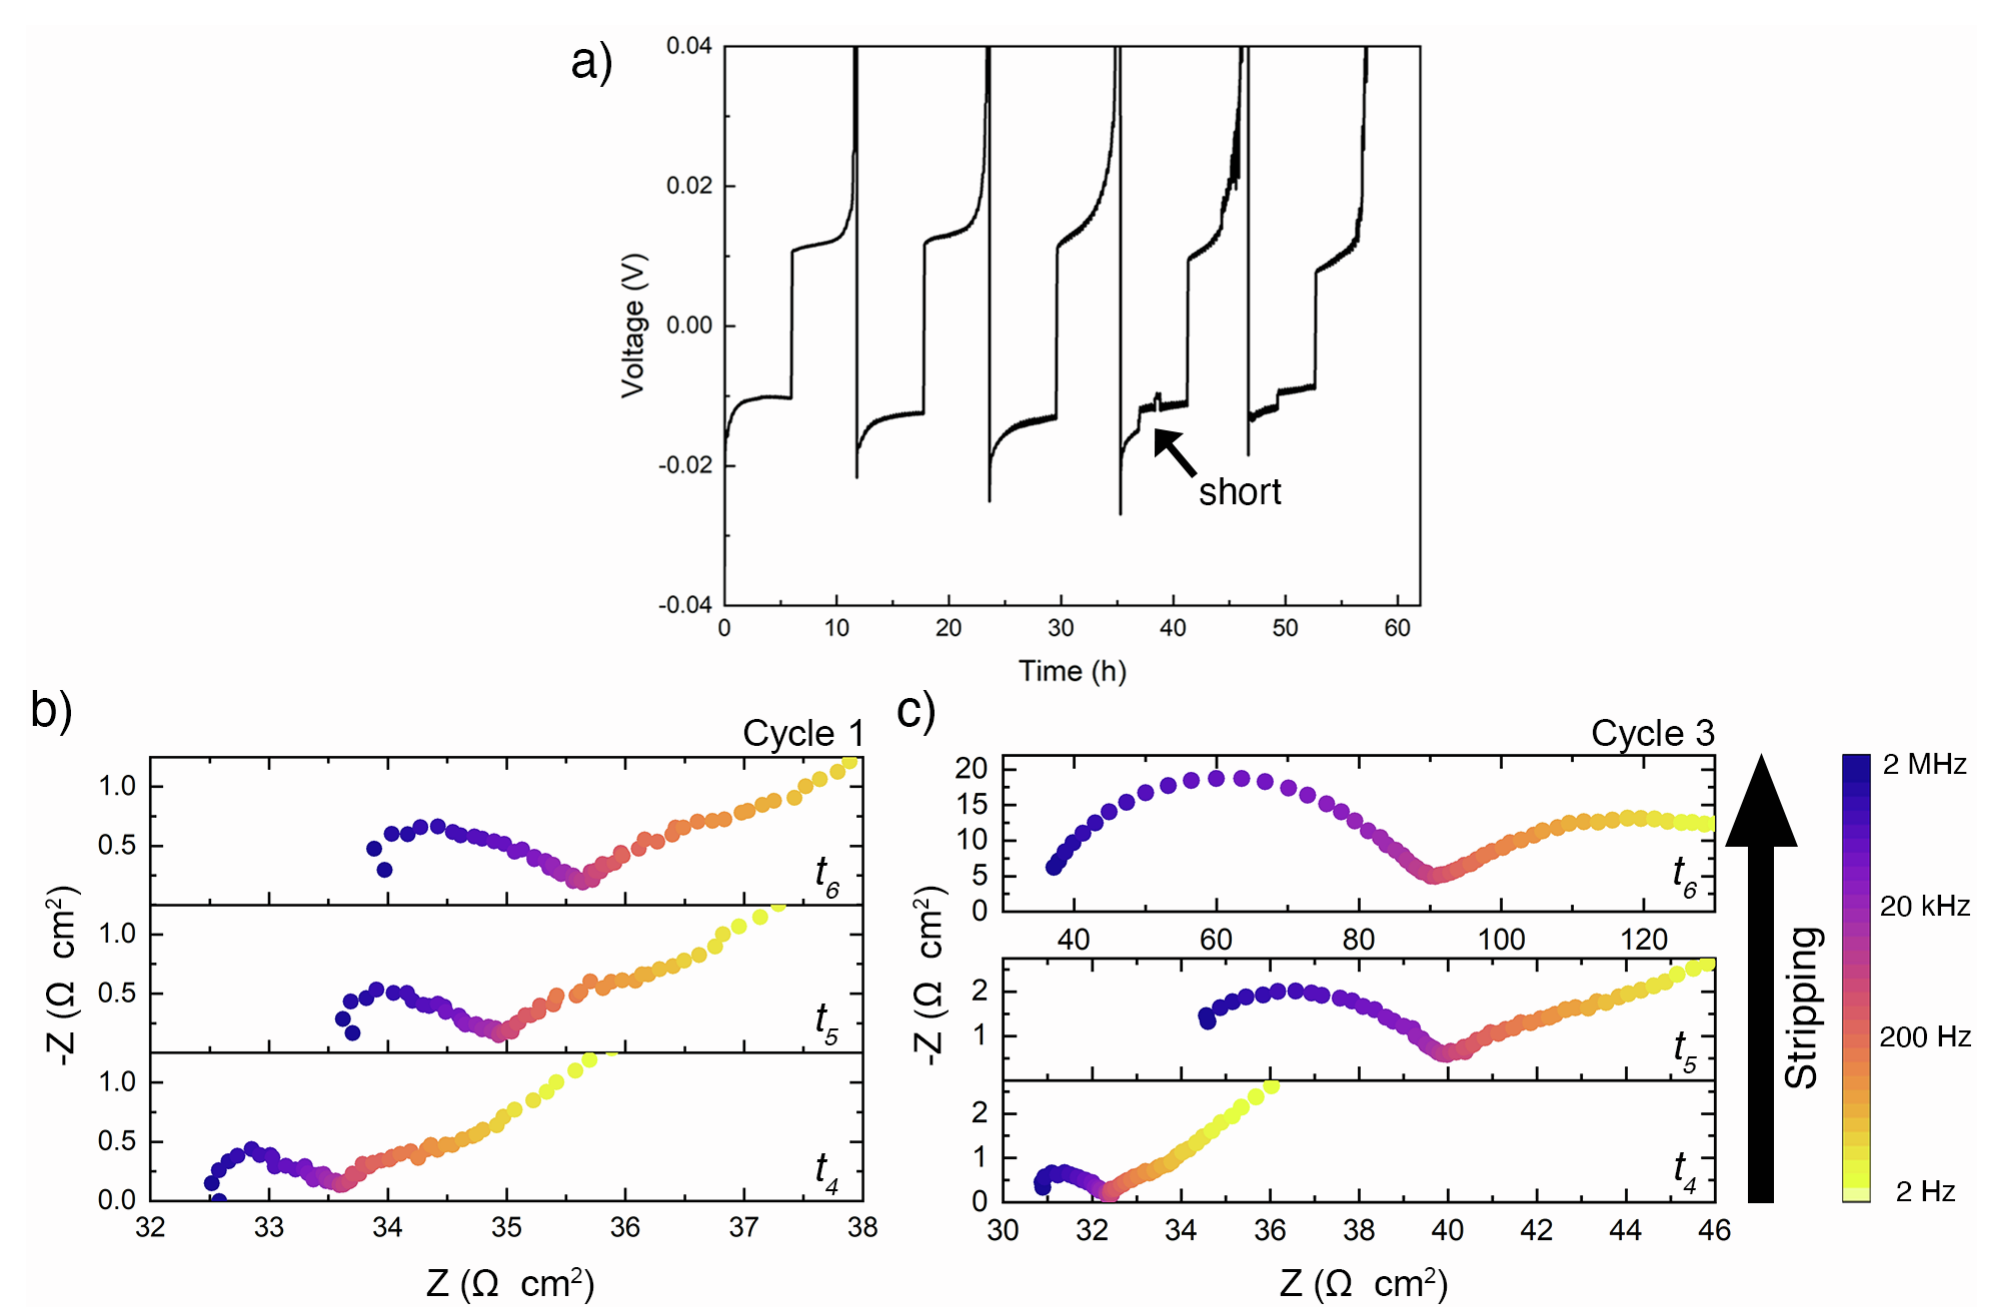 a)
0.04
0.02
0.00
-0.02
-0.04
Voltage (V)
short
0 10 20 30 40 50 60
Time (h)
b)
Cycle 1
1.0
0.5
t6
1.0
0.5
t5
1.0
0.5
0.0
t4
32 33 34 35 36 37 38
-Z (Ω cm²)
Z (Ω cm²)
c)
Cycle 3
20
15
10
5
0
t6
40 60 80 100 120
2
1
t5
2
1
0
t4
30 32 34 36 38 40 42 44 46
-Z (Ω cm²)
Z (Ω cm²)
Stripping
2 MHz
20 kHz
200 Hz
2 Hz